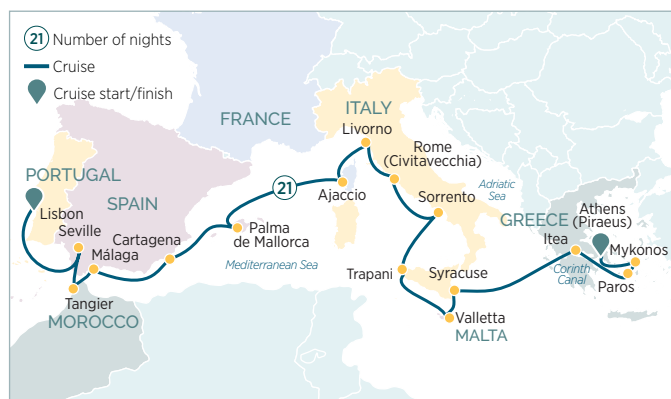 21 Number of nights
Cruise
Cruise start/finish
FRANCE
ITALY
Livorno
Rome
(Civitavecchia)
PORTUGAL
Lisbon
SPAIN
Seville
Málaga
Cartagena
Tangier
MOROCCO
21
Palma
de Mallorca
Mediterranean Sea
Ajaccio
Sorrento
Adriatic
Sea
Trapani
Syracuse
Valletta
MALTA
GREECE
Athens
(Piraeus)
Itea
Mykonos
Corinth
Canal
Paros